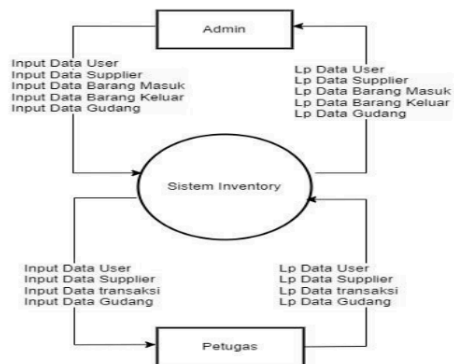 Admin
Input Data User
Input Data Supplier
Input Data Barang Masuk
Input Data Barang Keluar
Input Data Gudang
Lp Data User
Lp Data Supplier
Lp Data Barang Masuk
Lp Data Barang Keluar
Lp Data Gudang
Sistem Inventory
Input Data User
Input Data Supplier
Input Data transaksi
Input Data Gudang
Lp Data User
Lp Data Supplier
Lp Data transaksi
Lp Data Gudang
Petugas